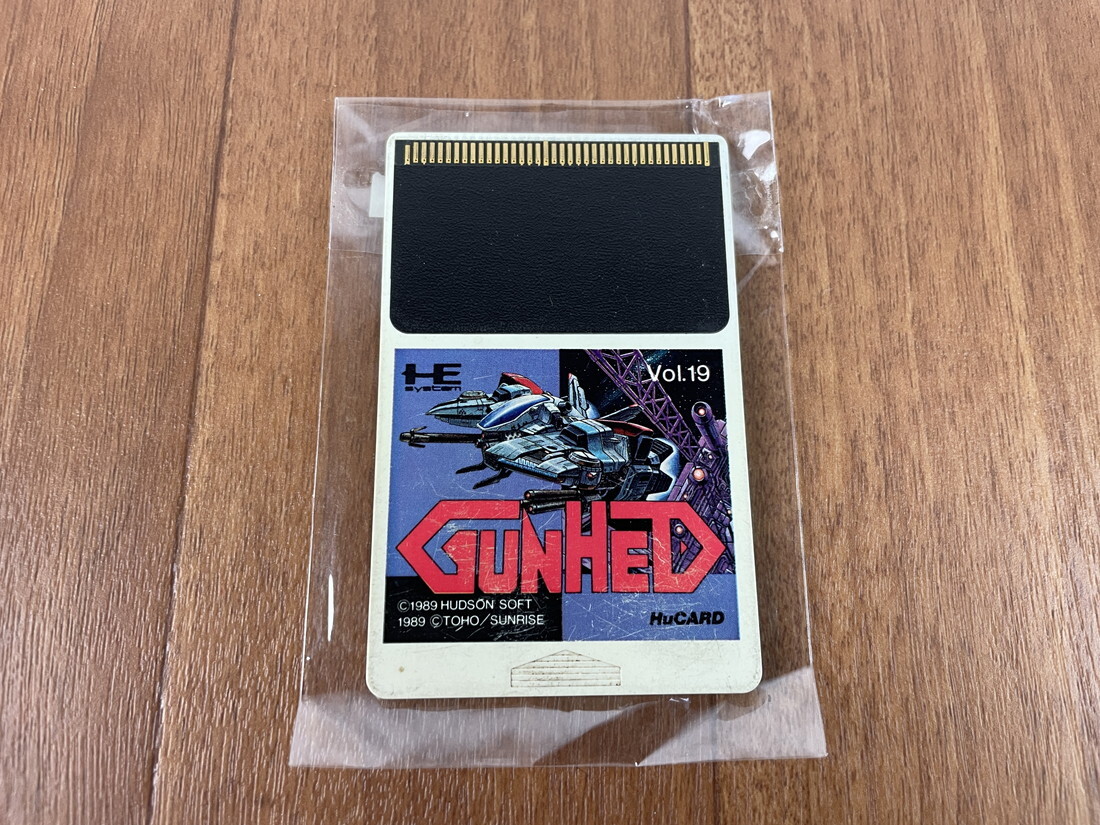 HE
system
Vol.19
GUNHED
©1989 HUDSON SOFT
1989 ©TOHO/SUNRISE
HuCARD